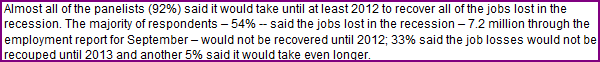 Almost all of the panelists (92%) said it would take until at least 2012 to recover all of the jobs lost in the
recession. The majority of respondents – 54% -- said the jobs lost in the recession – 7.2 million through the
employment report for September – would not be recovered until 2012; 33% said the job losses would not be
recouped until 2013 and another 5% said it would take even longer.